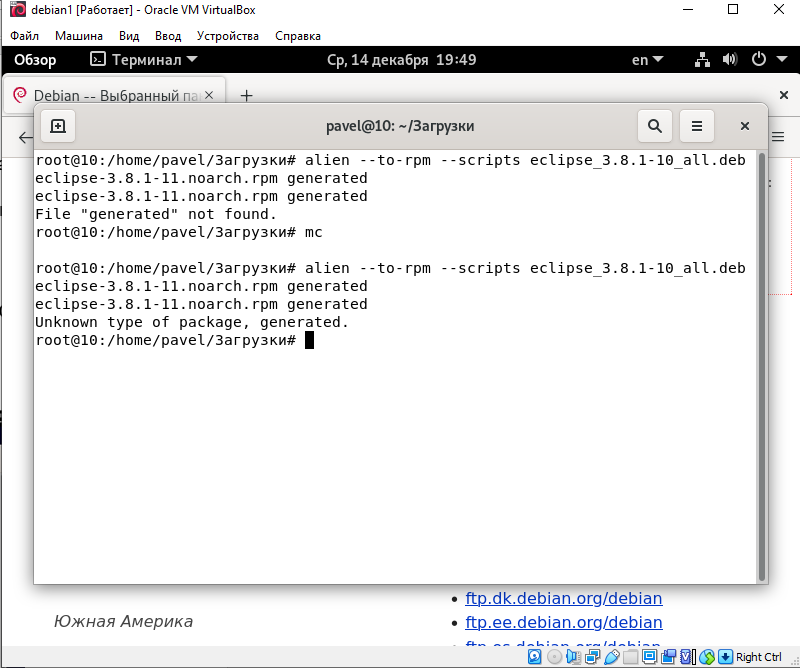 debian1 [Работает] - Oracle VM VirtualBox
Файл Машина Вид Ввод Устройства Справка
Обзор Терминал Ср, 14 декабря 19:49 en
Debian -- Выбранный
pavel@10: ~/Загрузки
root@10:/home/pavel/Загрузки# alien --to-rpm --scripts eclipse_3.8.1-10_all.deb
eclipse-3.8.1-11.noarch.rpm generated
eclipse-3.8.1-11.noarch.rpm generated
File "generated" not found.
root@10:/home/pavel/Загрузки# mc
root@10:/home/pavel/Загрузки# alien --to-rpm --scripts eclipse_3.8.1-10_all.deb
eclipse-3.8.1-11.noarch.rpm generated
eclipse-3.8.1-11.noarch.rpm generated
Unknown type of package, generated.
root@10:/home/pavel/Загрузки#
Южная Америка
ftp.dk.debian.org/debian
ftp.ee.debian.org/debian
Right Ctrl